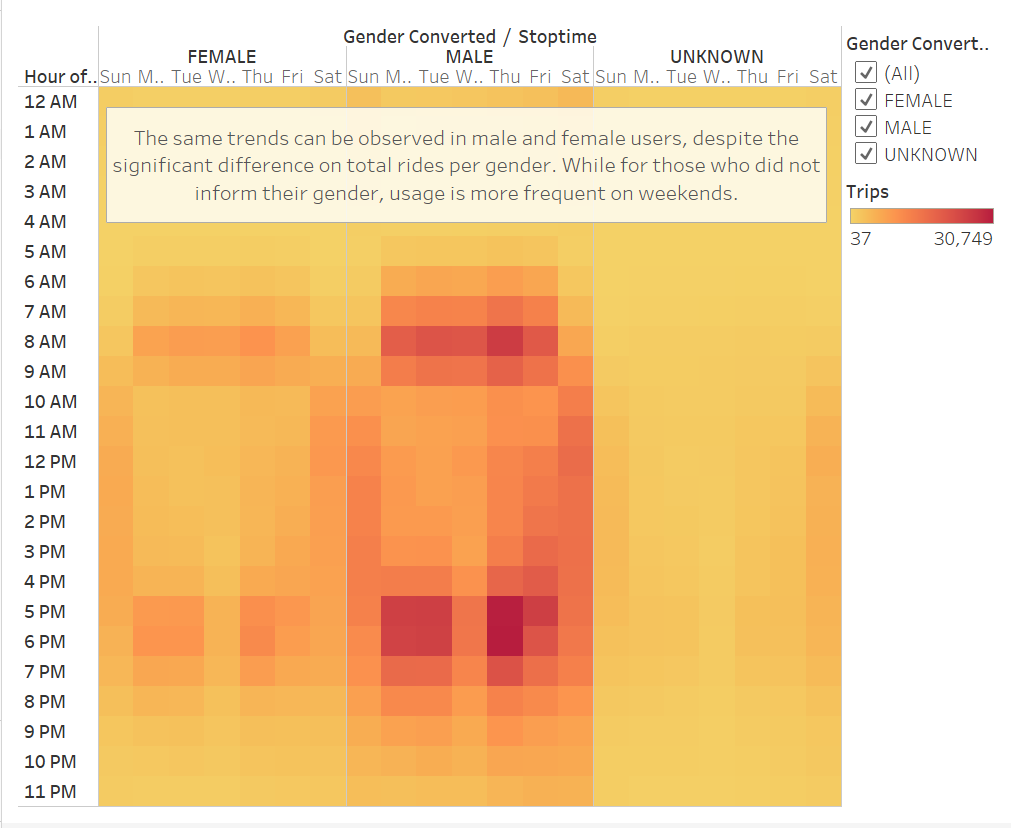 Gender Converted / Stoptime
FEMALE MALE UNKNOWN
Hour of.. Sun M.. Tue W.. Thu Fri Sat Sun M.. Tue W.. Thu Fri Sat Sun M.. Tue W.. Thu Fri Sat
12 AM
1 AM
2 AM
3 AM
4 AM
5 AM
6 AM
7 AM
8 AM
9 AM
10 AM
11 AM
12 PM
1 PM
2 PM
3 PM
4 PM
5 PM
6 PM
7 PM
8 PM
9 PM
10 PM
11 PM
The same trends can be observed in male and female users, despite the
significant difference on total rides per gender. While for those who did not
inform their gender, usage is more frequent on weekends.
Gender Convert..
(All)
FEMALE
MALE
UNKNOWN
Trips
37 30,749